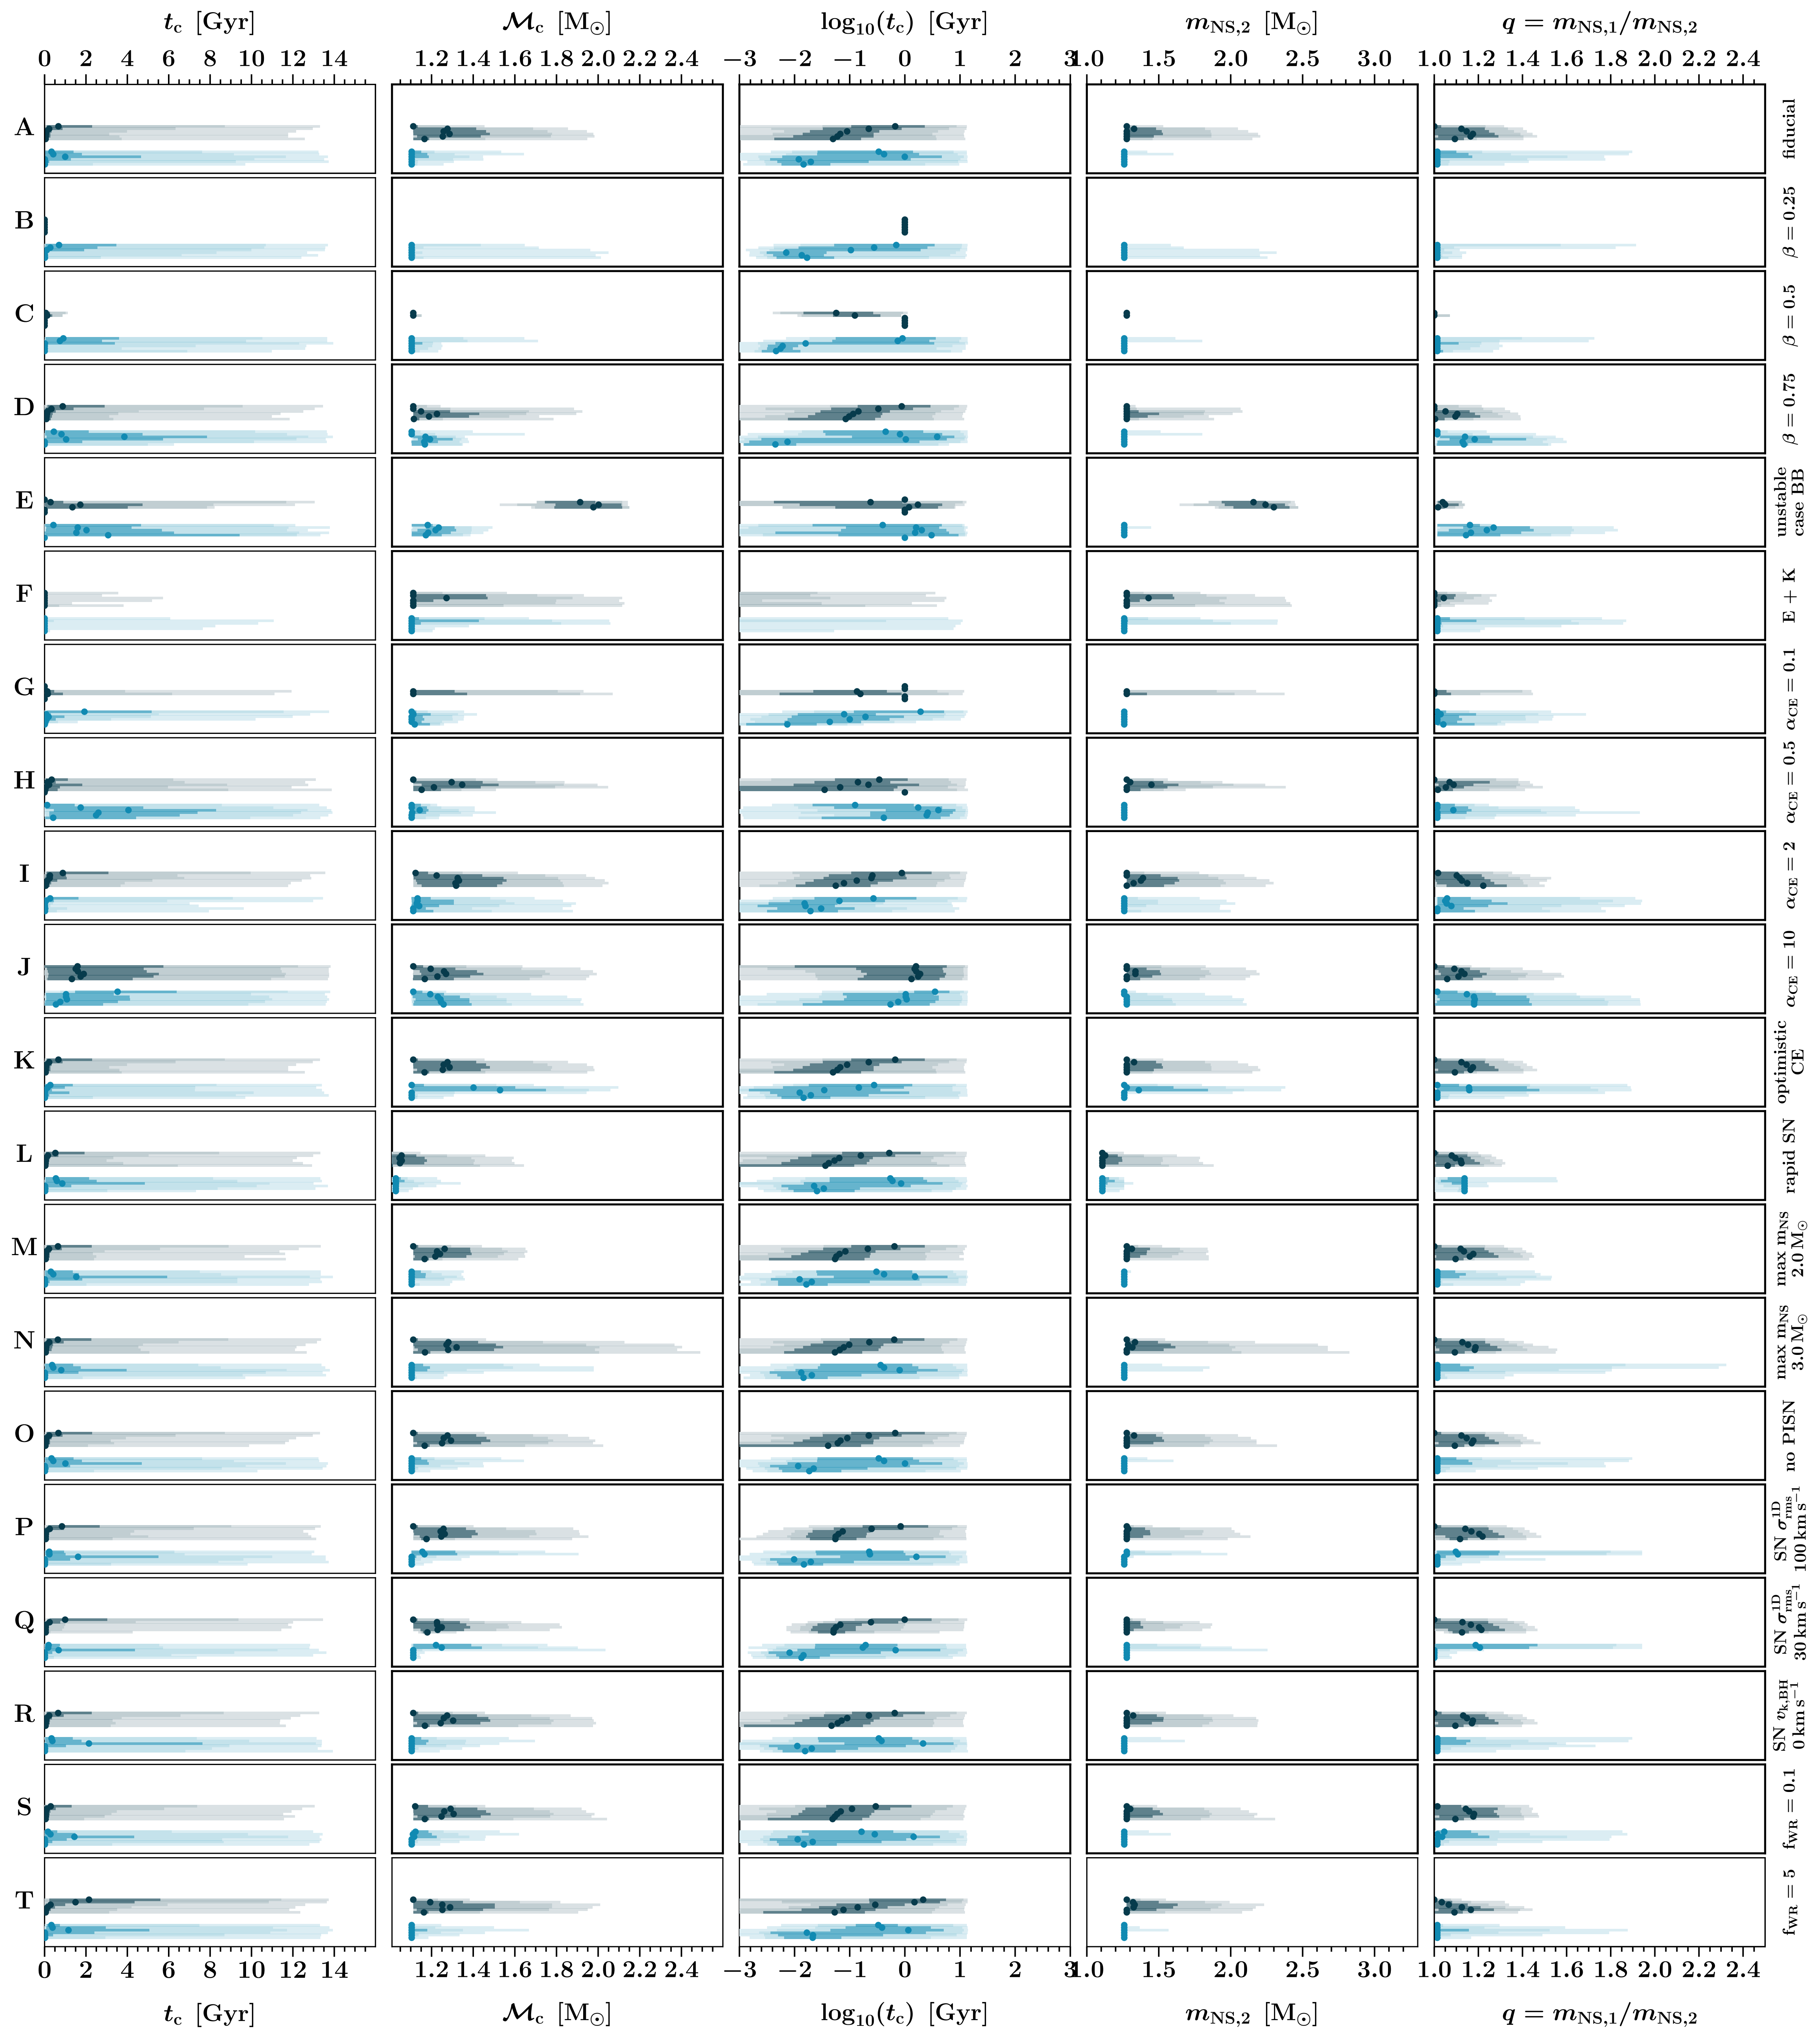 t_c [Gyr] ℳ_c [M_⊙] log_10(t_c) [Gyr] m_NS,2 [M_⊙] q = m_NS,1/m_NS,2
0 2 4 6 8 10 12 14 1.2 1.4 1.6 1.8 2.0 2.2 2.4 −3 −2 −1 0 1 2 3 1.0 1.5 2.0 2.5 3.0 1.0 1.2 1.4 1.6 1.8 2.0 2.2 2.4
A fiducial
B β = 0.25
C β = 0.5
D β = 0.75
E unstable
case BB
F E + K
G α_CE = 0.1
H α_CE = 0.5
I α_CE = 2
J α_CE = 10
K optimistic
CE
L rapid SN
M max m_NS
2.0 M_⊙
N max m_NS
3.0 M_⊙
O no PISN
P SN σ_rms^1D
100 km s^−1
Q SN σ_rms^1D
30 km s^−1
R SN v_k,BH
0 km s^−1
S f_WR = 0.1
T f_WR = 5
0 2 4 6 8 10 12 14 1.2 1.4 1.6 1.8 2.0 2.2 2.4 −3 −2 −1 0 1 2 3 1.0 1.5 2.0 2.5 3.0 1.0 1.2 1.4 1.6 1.8 2.0 2.2 2.4
t_c [Gyr] ℳ_c [M_⊙] log_10(t_c) [Gyr] m_NS,2 [M_⊙] q = m_NS,1/m_NS,2